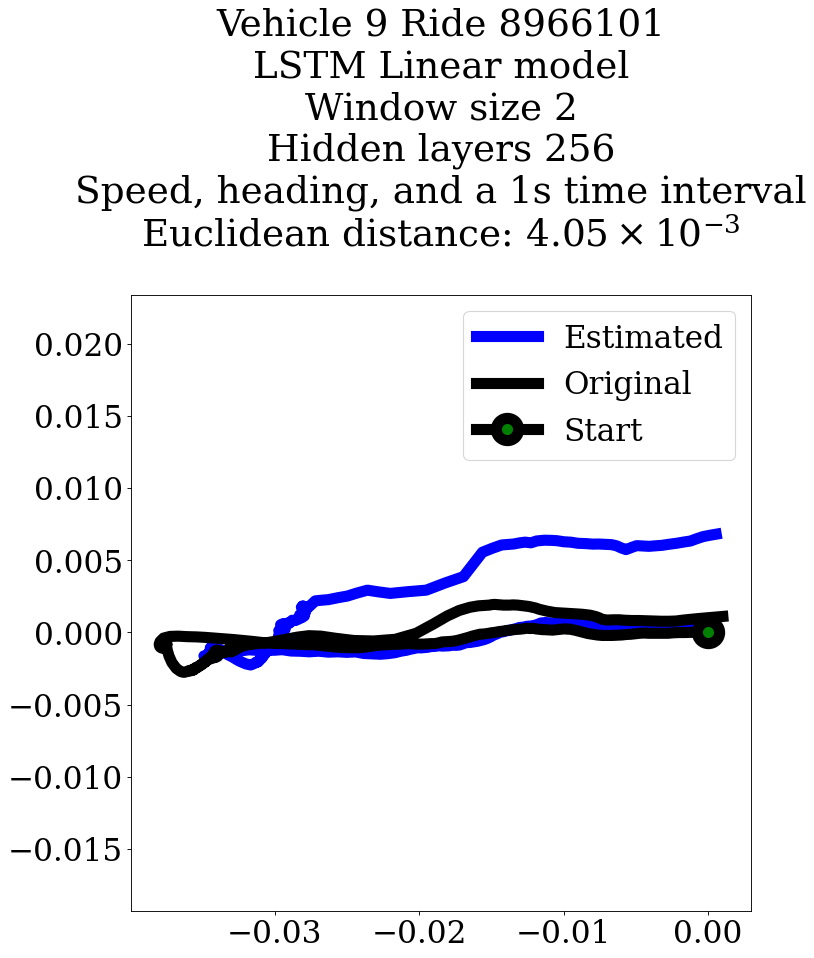 Vehicle 9 Ride 8966101
LSTM Linear model
Window size 2
Hidden layers 256
Speed, heading, and a 1s time interval
Euclidean distance: 4.05 × 10⁻³
Estimated
Original
Start
0.020
0.015
0.010
0.005
0.000
−0.005
−0.010
−0.015
−0.03 −0.02 −0.01 0.00